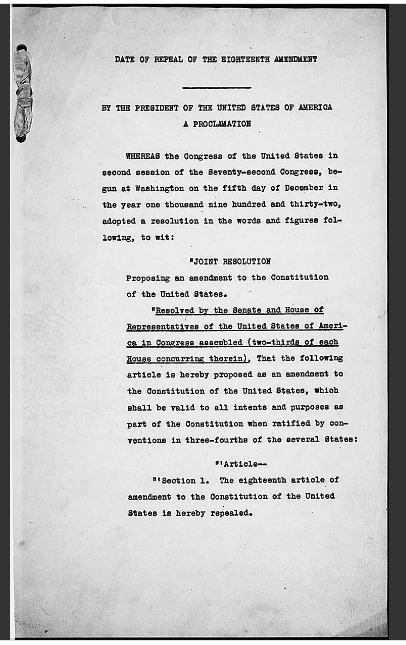 DATE OF REPEAL OF THE EIGHTEENTH AMENDMENT
BY THE PRESIDENT OF THE UNITED STATES OF AMERICA
A PROCLAMATION
WHEREAS the Congress of the United States in
second session of the Seventy-second Congress, be-
gun at Washington on the fifth day of December in
the year one thousand nine hundred and thirty-two,
adopted a resolution in the words and figures fol-
lowing, to wit:
"JOINT RESOLUTION
Proposing an amendment to the Constitution
of the United States.
"Resolved by the Senate and House of
Representatives of the United States of Ameri-
ca in Congress assembled (two-thirds of each
House concurring therein), That the following
article is hereby proposed as an amendment to
the Constitution of the United States, which
shall be valid to all intents and purposes as
part of the Constitution when ratified by con-
ventions in three-fourths of the several States:
"'Article--
"'Section 1. The eighteenth article of
amendment to the Constitution of the United
States is hereby repealed.